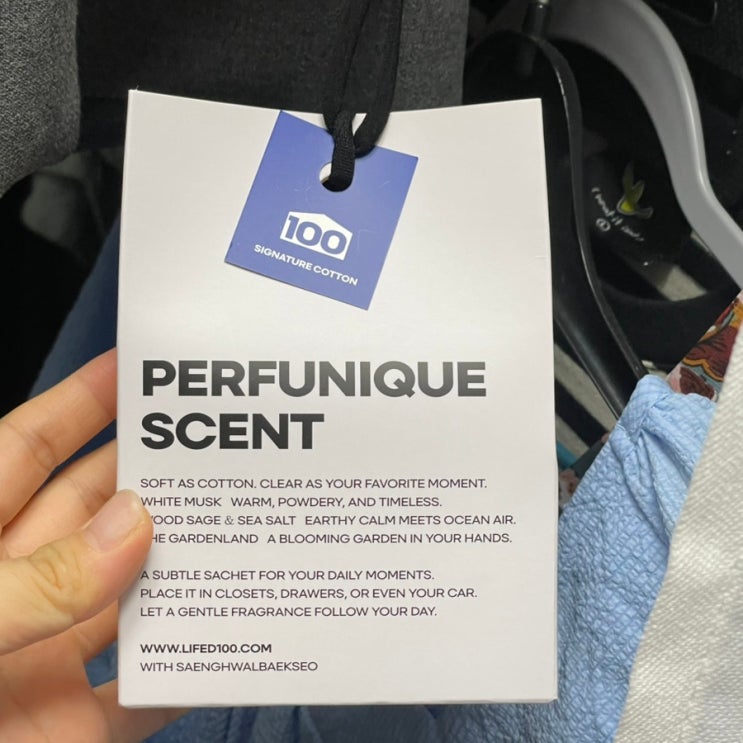 100
SIGNATURE COTTON
PERFUNIQUE
SCENT
SOFT AS COTTON. CLEAR AS YOUR FAVORITE MOMENT.
WHITE MUSK WARM, POWDERY, AND TIMELESS.
WOOD SAGE & SEA SALT EARTHY CALM MEETS OCEAN AIR.
THE GARDENLAND A BLOOMING GARDEN IN YOUR HANDS.
A SUBTLE SACHET FOR YOUR DAILY MOMENTS.
PLACE IT IN CLOSETS, DRAWERS, OR EVEN YOUR CAR.
LET A GENTLE FRAGRANCE FOLLOW YOUR DAY.
WWW.LIFED100.COM
WITH SAENGHWALBAEKSEO